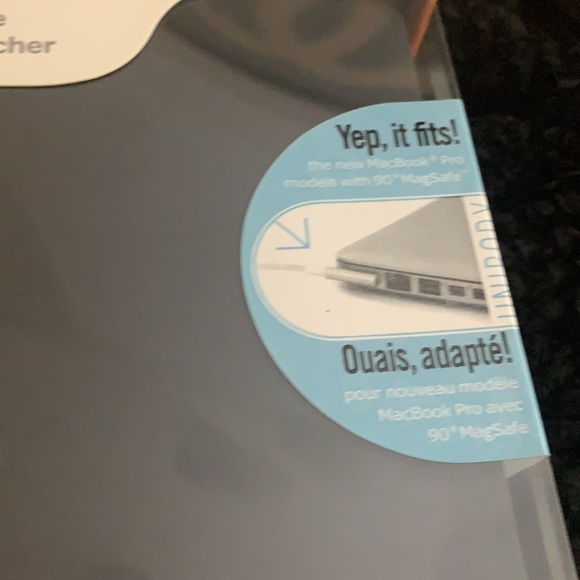 e
cher
Yep, it fits!
the new MacBook® Pro
models with 90° MagSafe™
UNIBODY
Ouais, adapté!
pour nouveau modèle
MacBook Pro avec
90° MagSafe